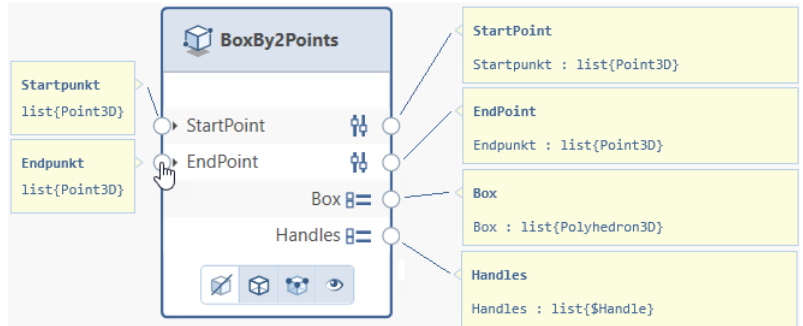 BoxBy2Points
Startpunkt
list{Point3D}
Endpunkt
list{Point3D}
StartPoint
EndPoint
Box
Handles
StartPoint
Startpunkt : list{Point3D}
EndPoint
Endpunkt : list{Point3D}
Box
Box : list{Polyhedron3D}
Handles
Handles : list{$Handle}